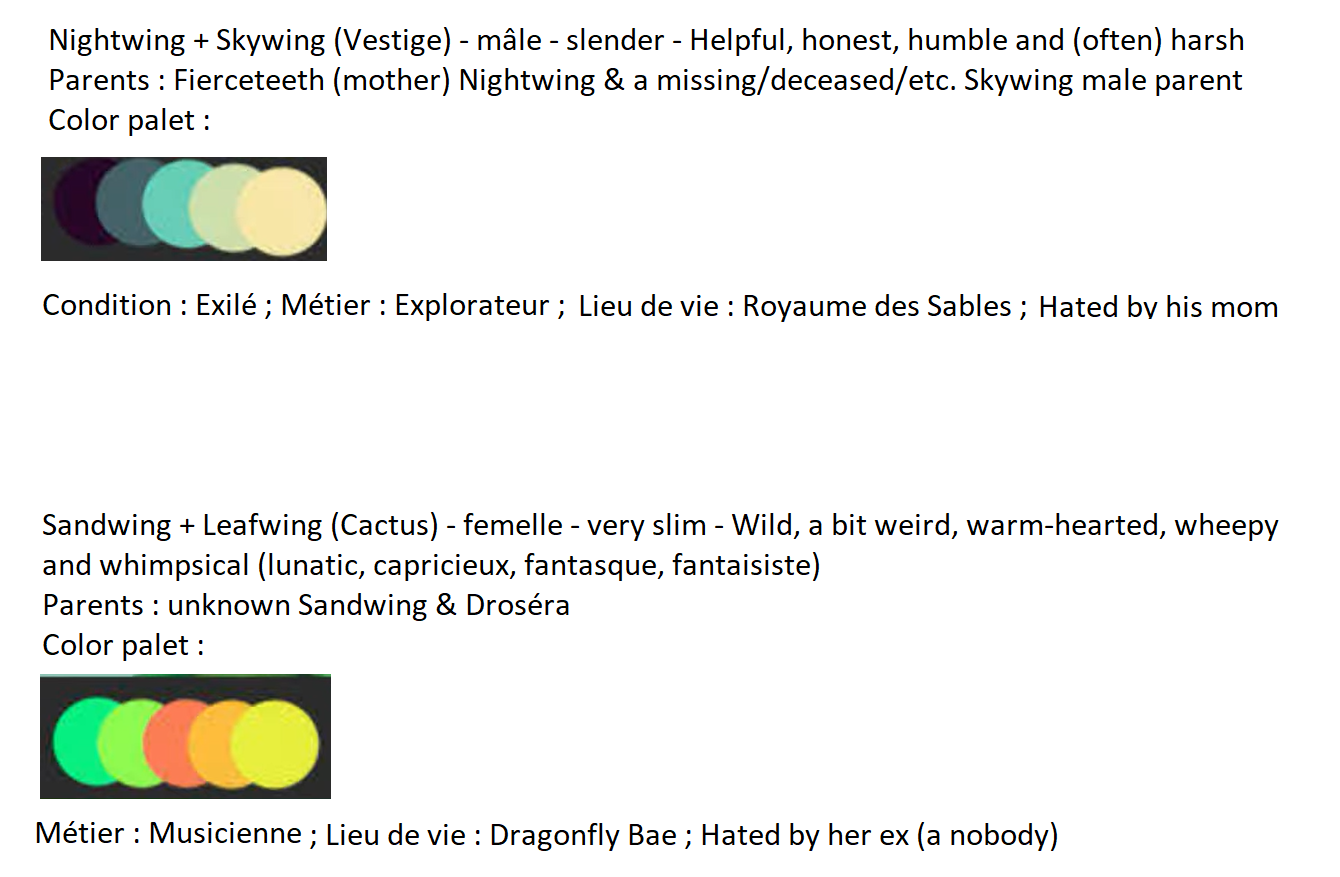 Nightwing + Skywing (Vestige) - mâle - slender - Helpful, honest, humble and (often) harsh
Parents : Fierceteeth (mother) Nightwing & a missing/deceased/etc. Skywing male parent
Color palet :
Condition : Exilé ; Métier : Explorateur ; Lieu de vie : Royaume des Sables ; Hated by his mom
Sandwing + Leafwing (Cactus) - femelle - very slim - Wild, a bit weird, warm-hearted, wheepy
and whimpsical (lunatic, capricieux, fantasque, fantaisiste)
Parents : unknown Sandwing & Droséra
Color palet :
Métier : Musicienne ; Lieu de vie : Dragonfly Bae ; Hated by her ex (a nobody)